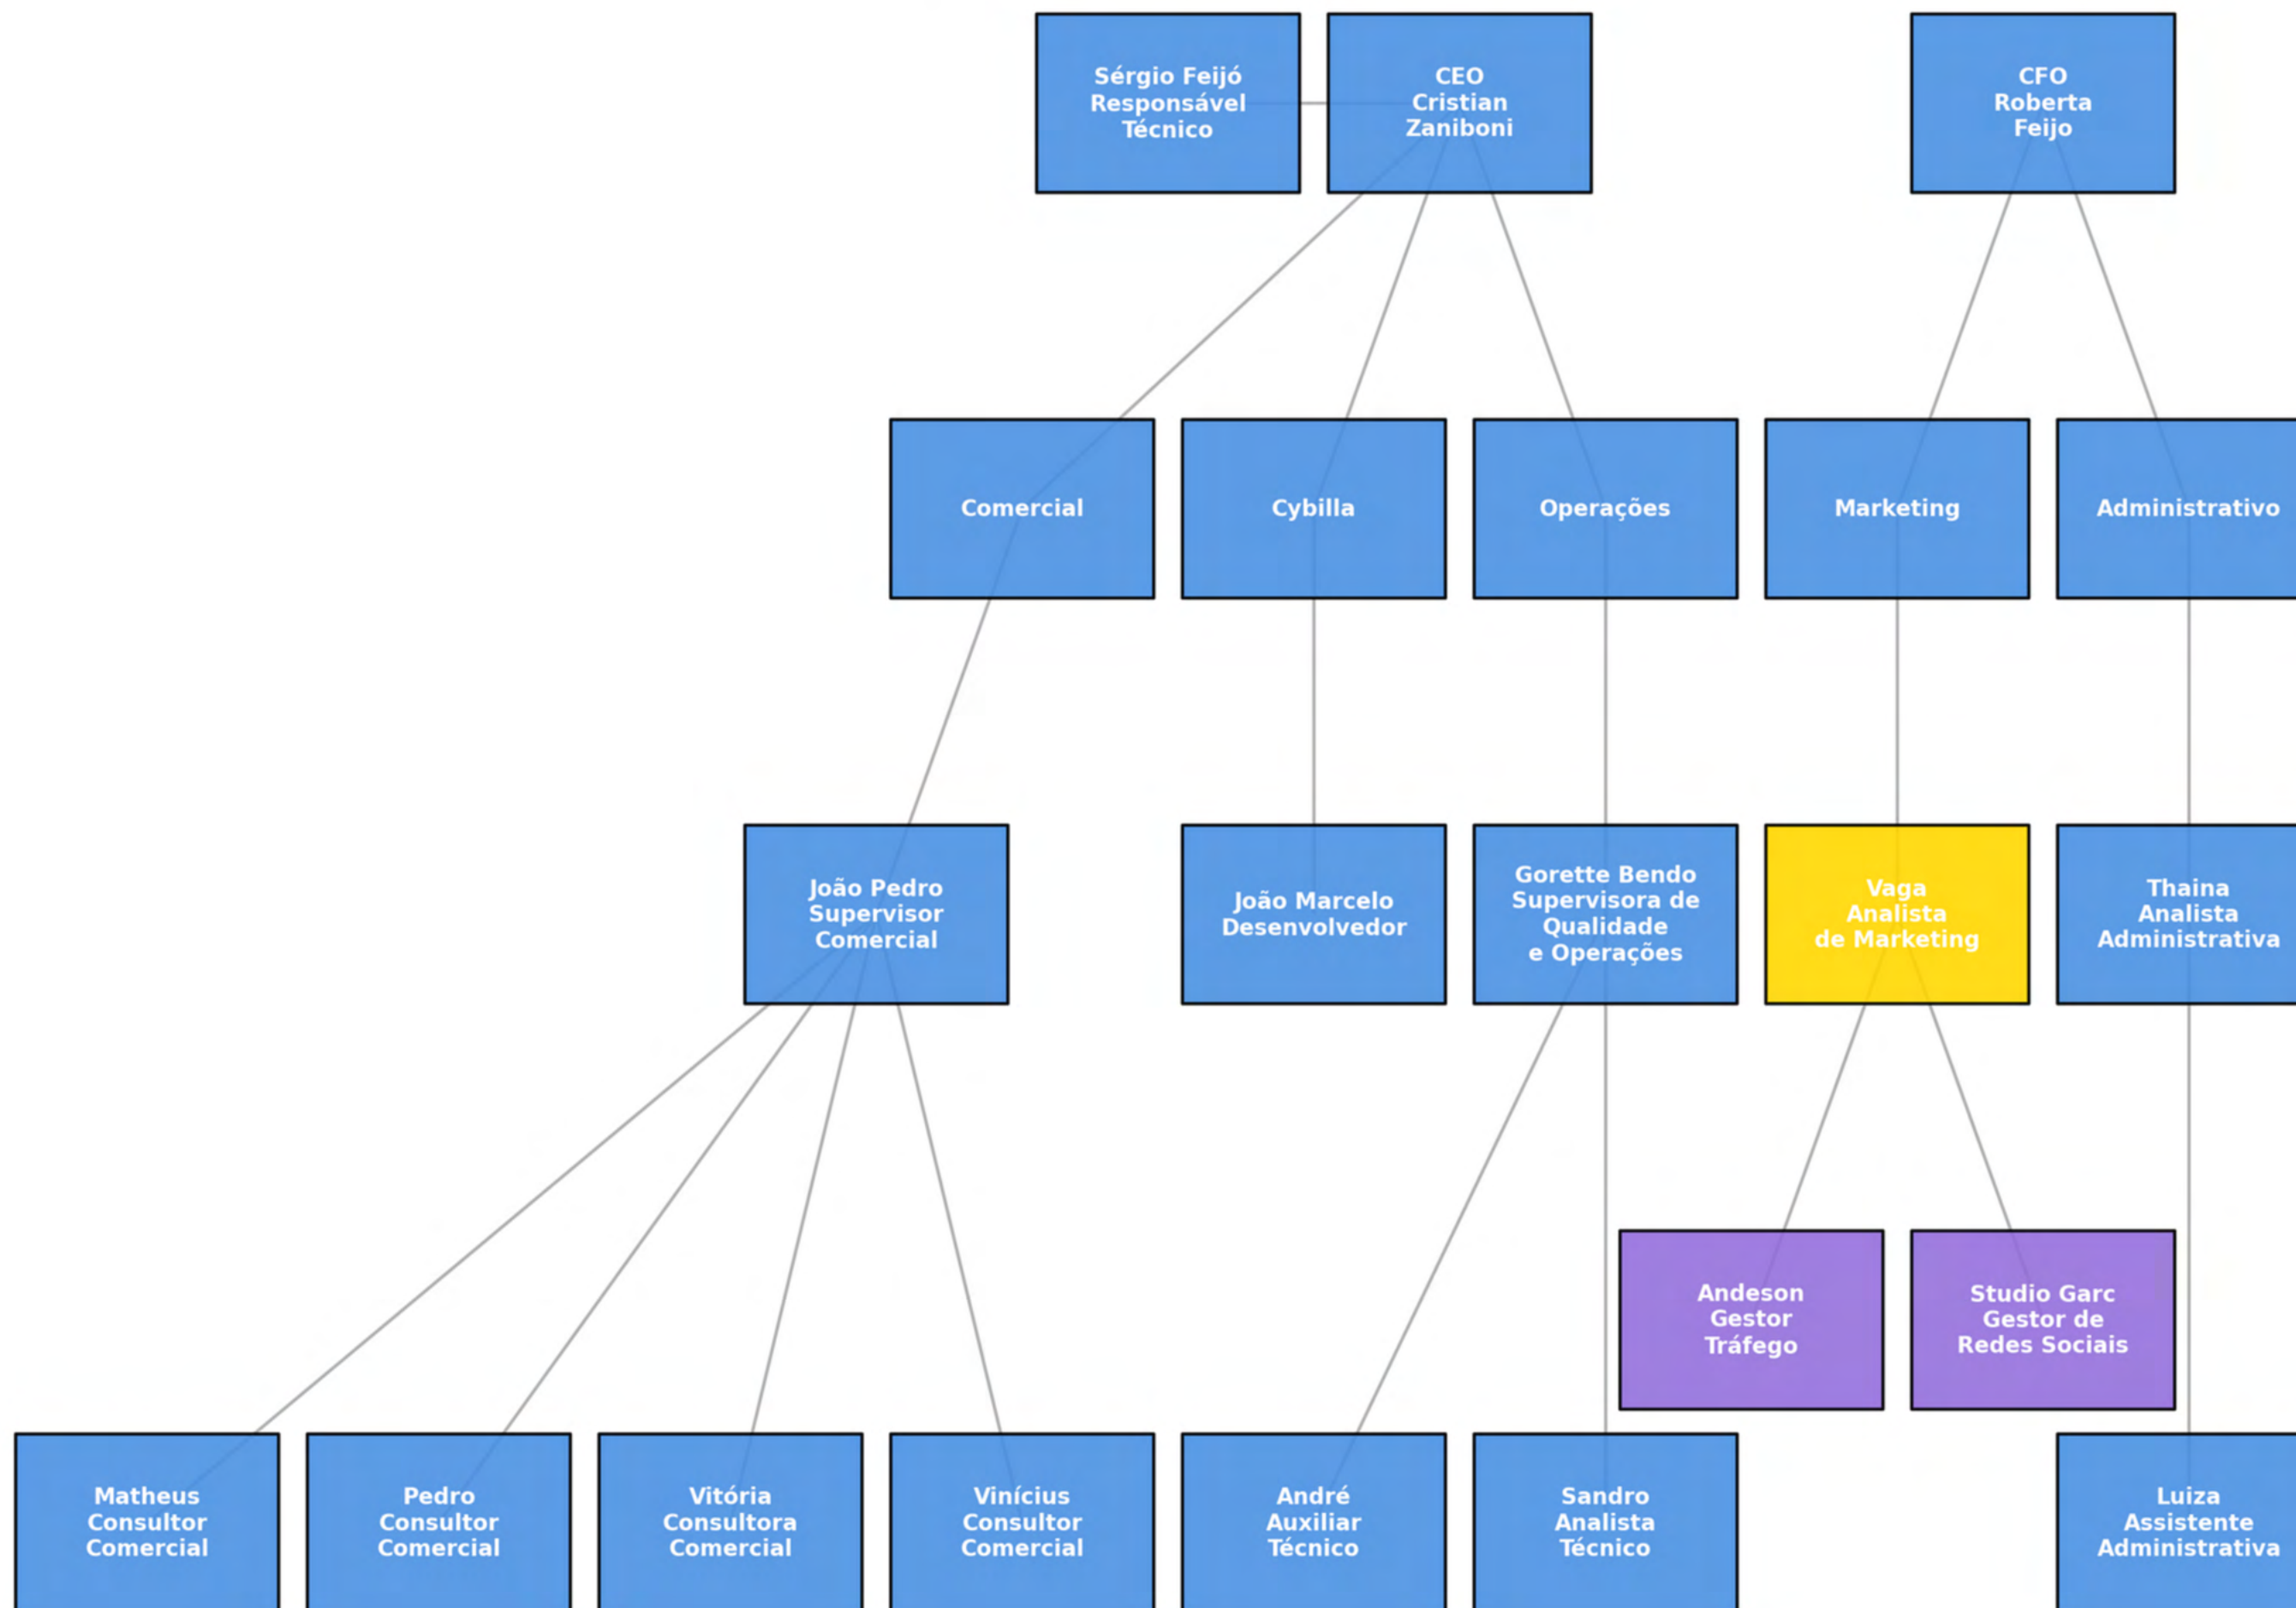 Sérgio Feijó
Responsável
Técnico
CEO
Cristian
Zaniboni
CFO
Roberta
Feijo
Comercial
Cybilla
Operações
Marketing
Administrativo
João Pedro
Supervisor
Comercial
João Marcelo
Desenvolvedor
Gorette Bendo
Supervisora de
Qualidade
e Operações
Vaga
Analista
de Marketing
Thaina
Analista
Administrativa
Andeson
Gestor
Tráfego
Studio Garc
Gestor de
Redes Sociais
Matheus
Consultor
Comercial
Pedro
Consultor
Comercial
Vitória
Consultora
Comercial
Vinícius
Consultor
Comercial
André
Auxiliar
Técnico
Sandro
Analista
Técnico
Luiza
Assistente
Administrativa